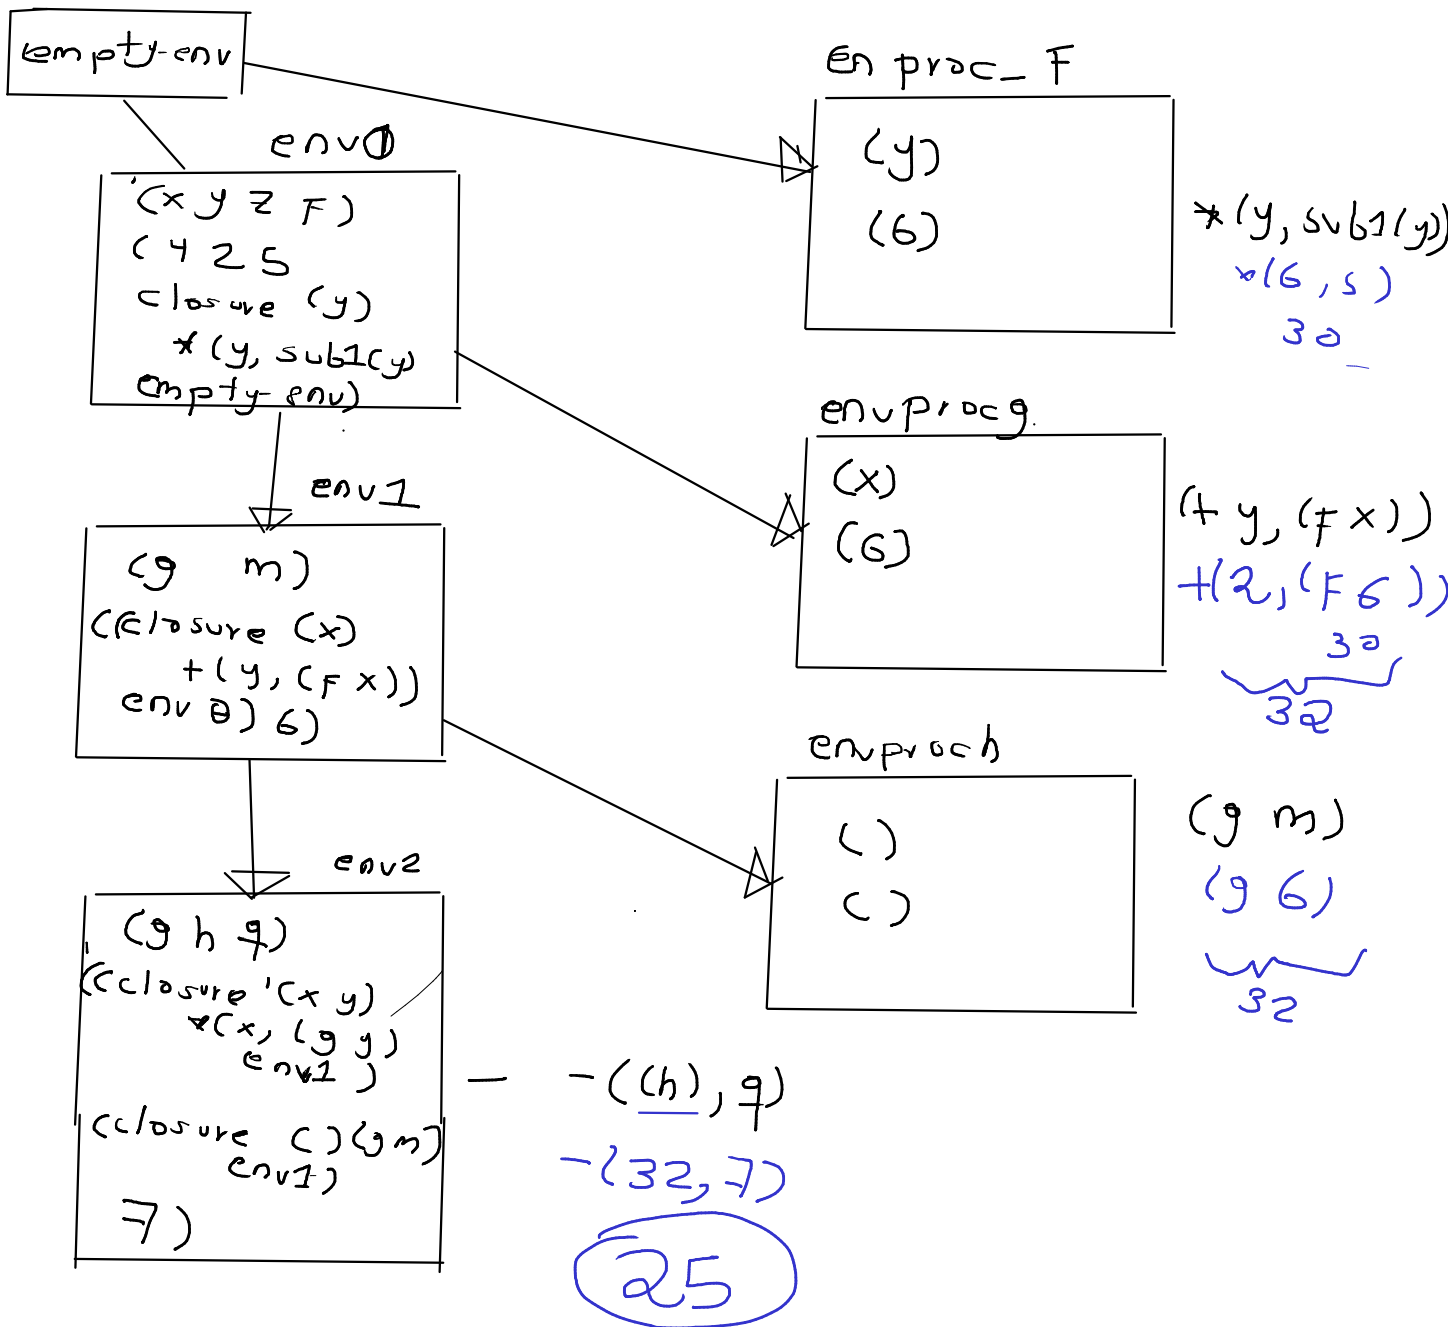 empty-env
env0
'(x y z F)
(4 2 5
closure (y)
*(y, sub1(y)
empty-env)
env1
(g m)
((closure (x)
+(y, (F x))
env 0) 6)
env2
(g h q)
((closure '(x y)
*(x, (g y)
env1)
(closure ()(g m)
env1)
7)
en proc_F
(y)
(6)
*(y, sub1(y))
*(6, 5)
30
envprocg
(x)
(6)
(+ y, (F x))
+(2, (F 6))
30
32
envproch
()
()
(g m)
(g 6)
32
- -((h), q)
-(32, 7)
25